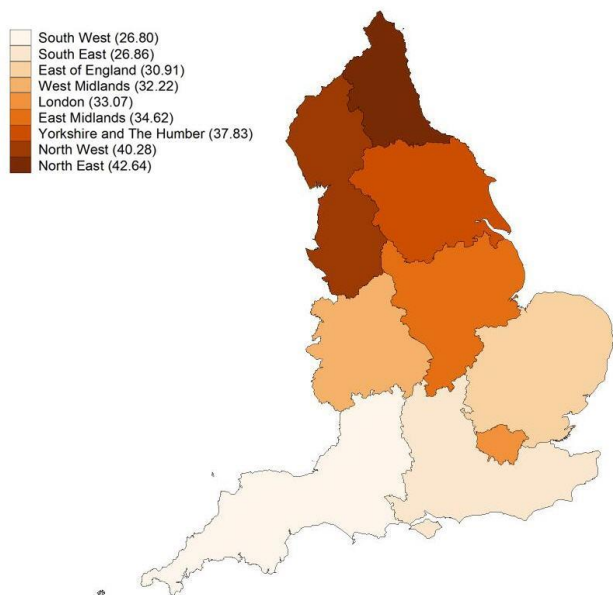 South West (26.80)
South East (26.86)
East of England (30.91)
West Midlands (32.22)
London (33.07)
East Midlands (34.62)
Yorkshire and The Humber (37.83)
North West (40.28)
North East (42.64)